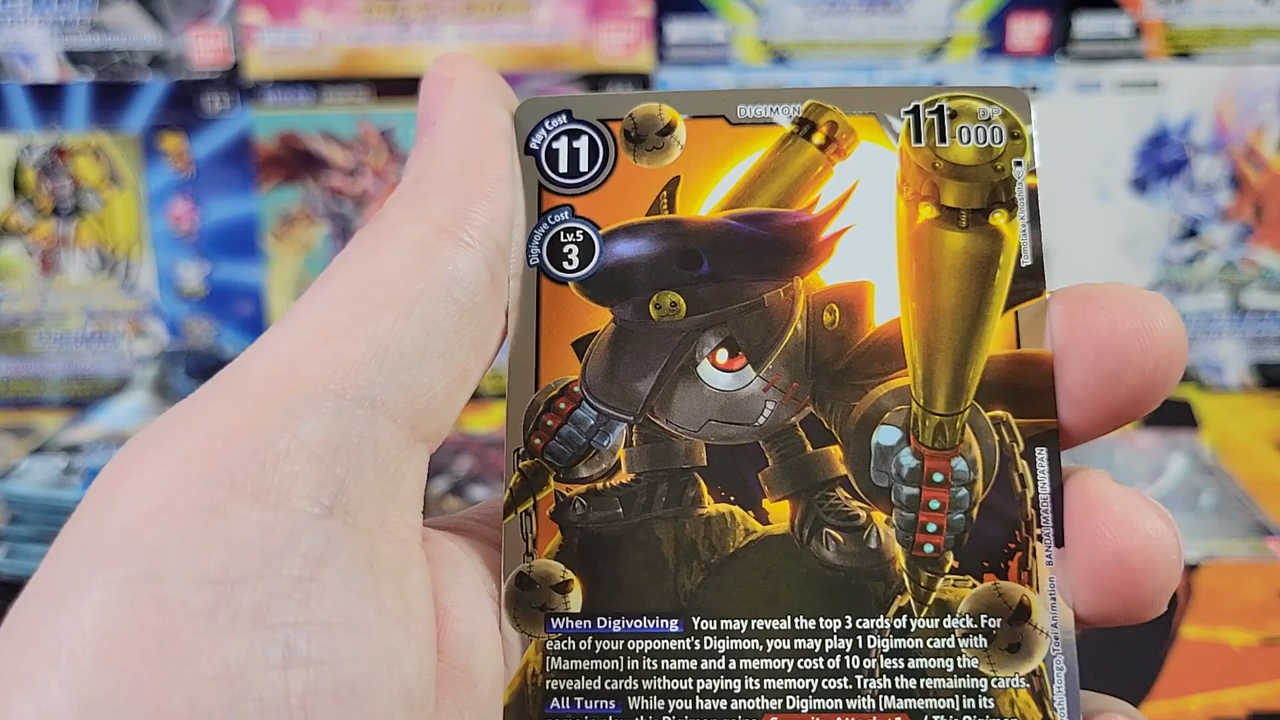 DIGIMON
Play Cost
11
11000
DP
Digivolve Cost
Lv.5
3
Tomotake Kinoshita
BANDAI MADE IN JAPAN
Hongo, Toei Animation
When Digivolving You may reveal the top 3 cards of your deck. For
each of your opponent's Digimon, you may play 1 Digimon card with
[Mamemon] in its name and a memory cost of 10 or less among the
revealed cards without paying its memory cost. Trash the remaining cards.
All Turns While you have another Digimon with [Mamemon] in its